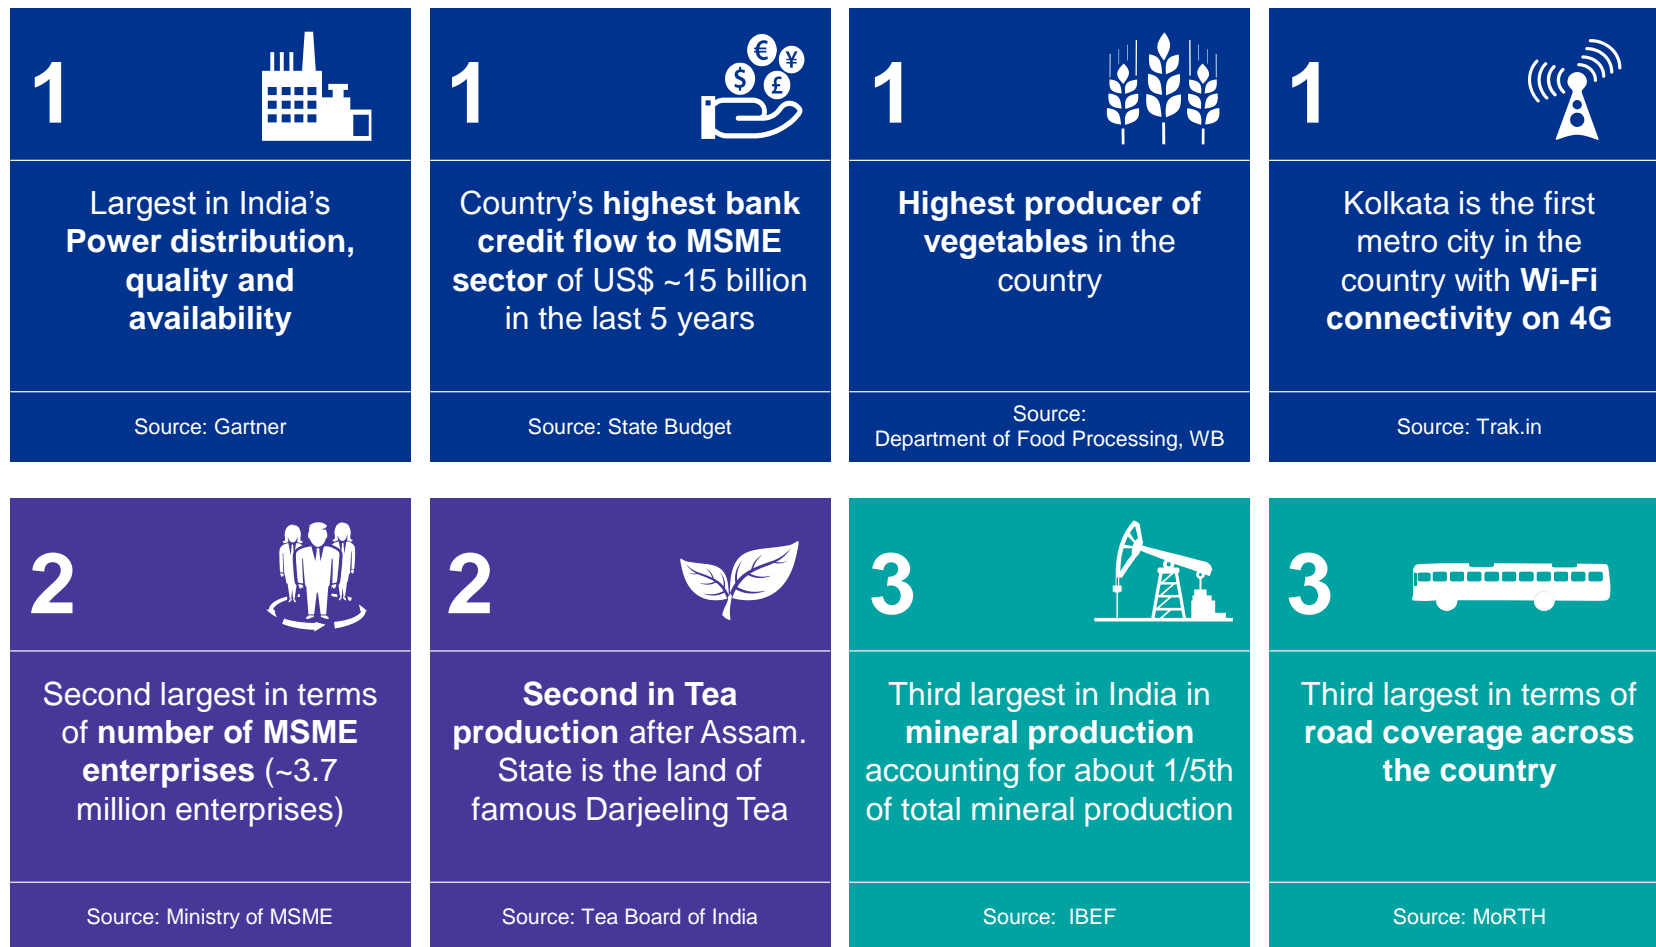 1
Largest in India’s
Power distribution,
quality and
availability
Source: Gartner
€
¥
$
£
1
Country’s highest bank
credit flow to MSME
sector of US$ ~15 billion
in the last 5 years
Source: State Budget
1
Highest producer of
vegetables in the
country
Source:
Department of Food Processing, WB
1
Kolkata is the first
metro city in the
country with Wi-Fi
connectivity on 4G
Source: Trak.in
2
Second largest in terms
of number of MSME
enterprises (~3.7
million enterprises)
Source: Ministry of MSME
2
Second in Tea
production after Assam.
State is the land of
famous Darjeeling Tea
Source: Tea Board of India
3
Third largest in India in
mineral production
accounting for about 1/5th
of total mineral production
Source:  IBEF
3
Third largest in terms of
road coverage across
the country
Source: MoRTH